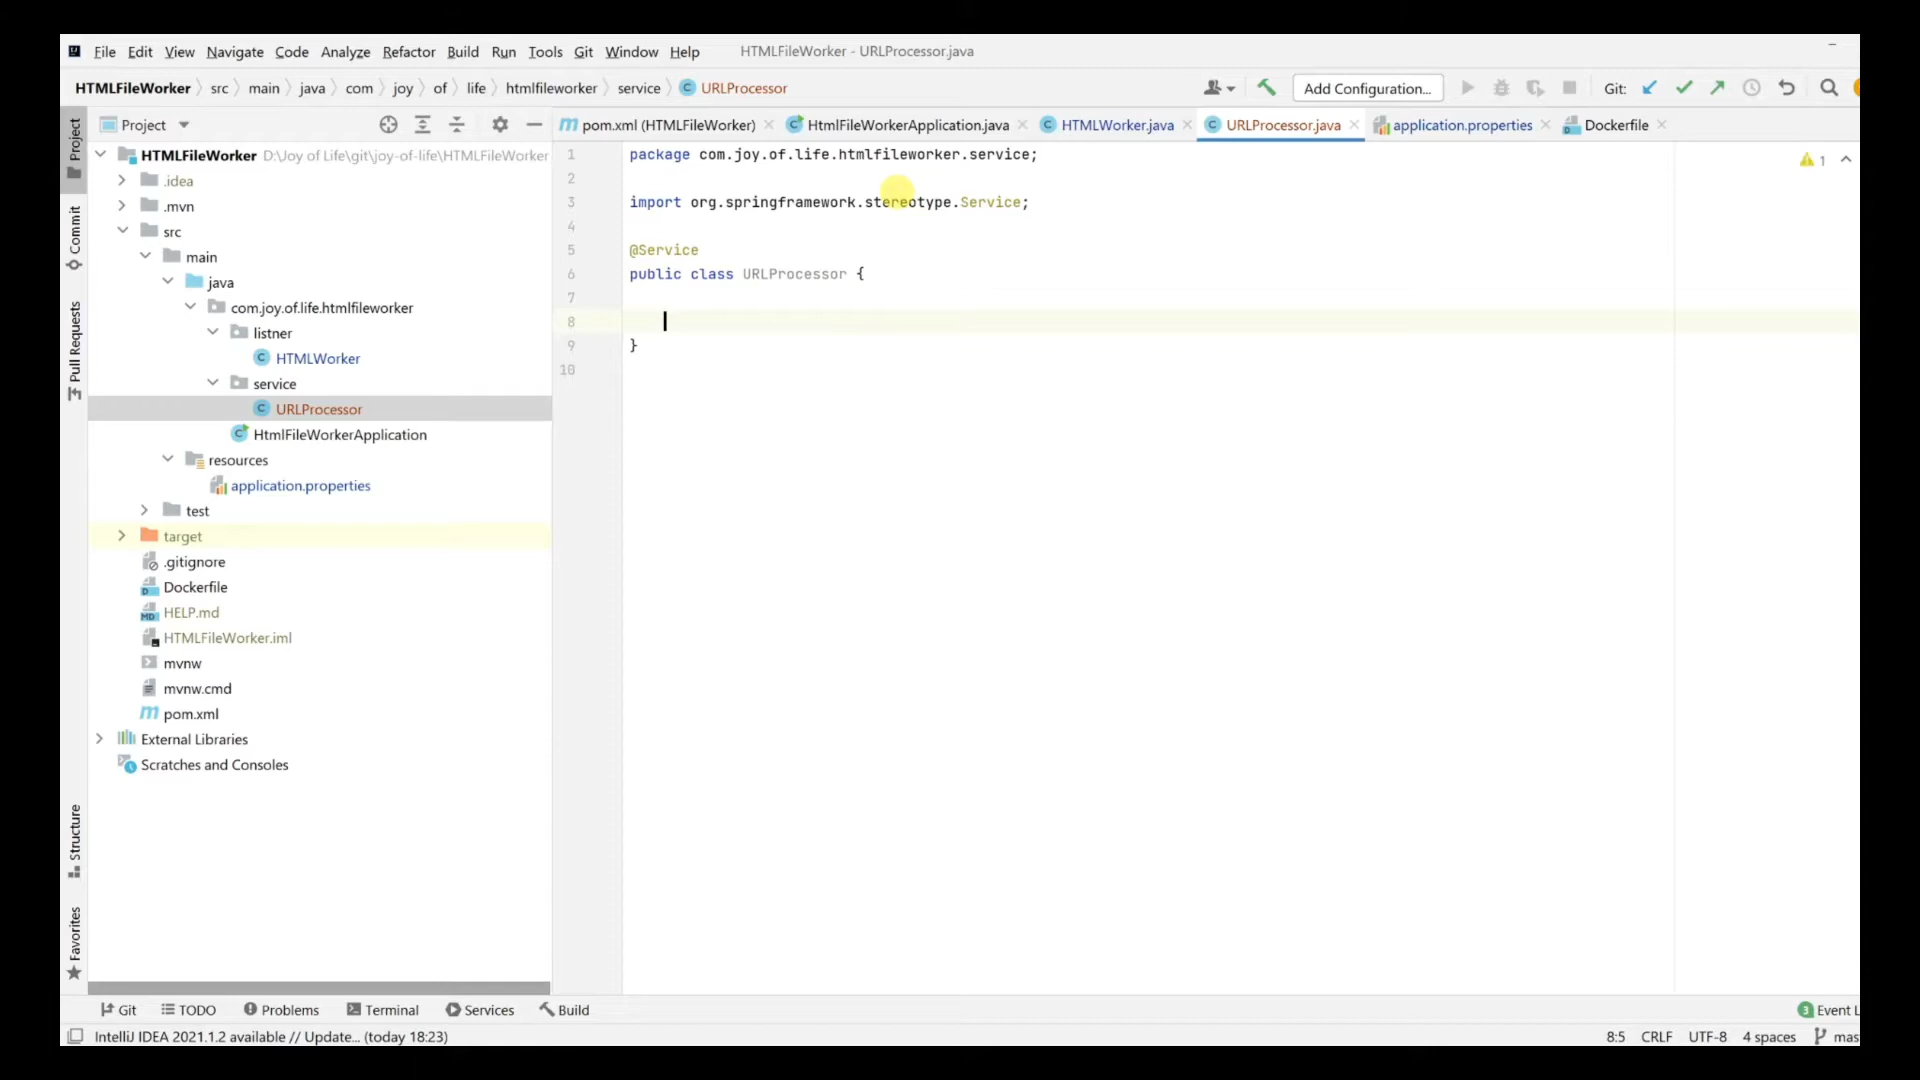 File Edit View Navigate Code Analyze Refactor Build Run Tools Git Window Help HTMLFileWorker - URLProcessor.java
HTMLFileWorker src main java com joy of life htmlfileworker service URLProcessor Add Configuration... Git:
Project
pom.xml (HTMLFileWorker) HtmlFileWorkerApplication.java HTMLWorker.java URLProcessor.java application.properties Dockerfile
Project
Commit
Pull Requests
Structure
Favorites
HTMLFileWorker D:\Joy of Life\git\joy-of-life\HTMLFileWorker
.idea
.mvn
src
main
java
com.joy.of.life.htmlfileworker
listner
HTMLWorker
service
URLProcessor
HtmlFileWorkerApplication
resources
application.properties
test
target
.gitignore
Dockerfile
HELP.md
HTMLFileWorker.iml
mvnw
mvnw.cmd
pom.xml
External Libraries
Scratches and Consoles
1 package com.joy.of.life.htmlfileworker.service;
2
3 import org.springframework.stereotype.Service;
4
5 @Service
6 public class URLProcessor {
7
8
9 }
10
1
Git TODO Problems Terminal Services Build 3 Event L
IntelliJ IDEA 2021.1.2 available // Update... (today 18:23) 8:5 CRLF UTF-8 4 spaces mas